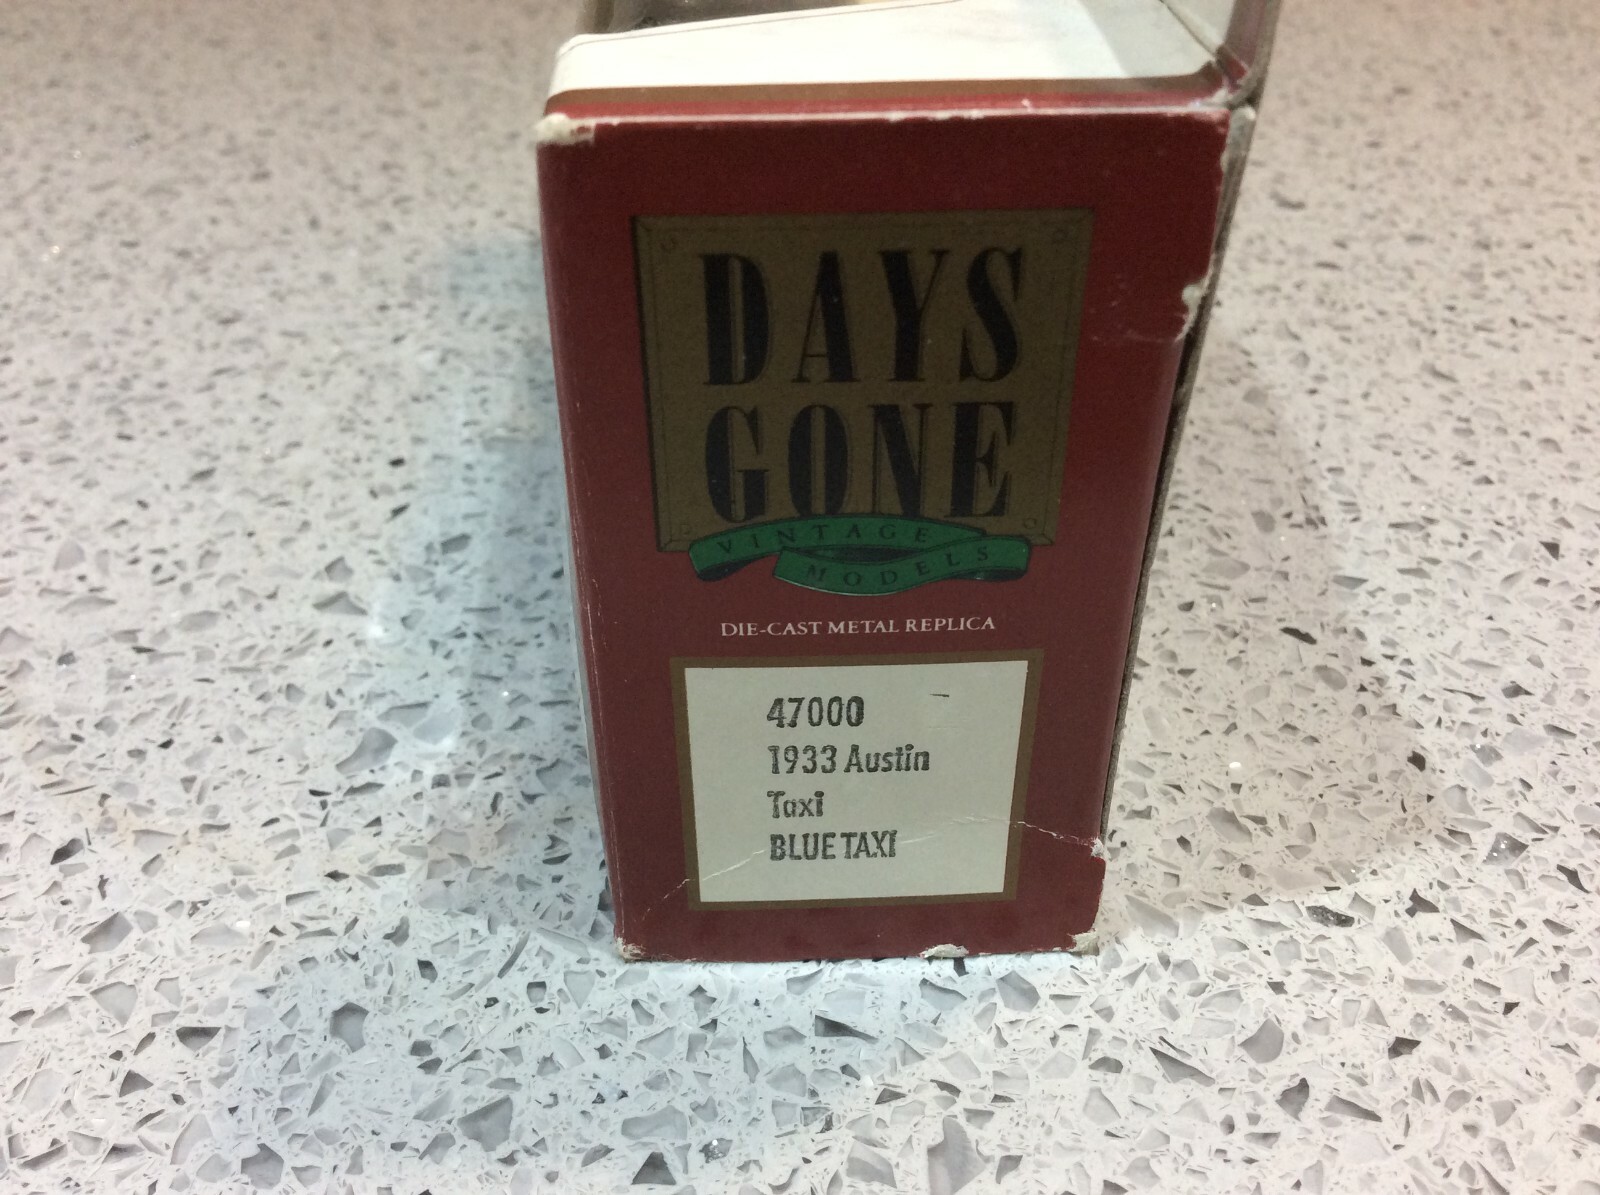 DAYS
GONE
VINTAGE
MODELS
DIE-CAST METAL REPLICA
47000
1933 Austin
Taxi
BLUE TAXI